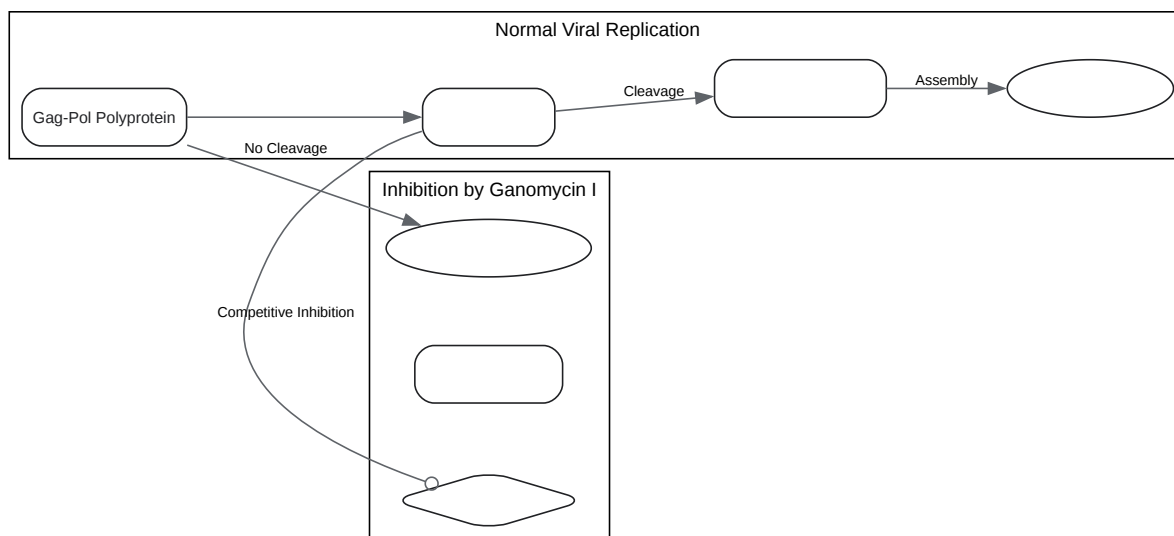 Normal Viral Replication
Gag-Pol Polyprotein
Cleavage
Assembly
No Cleavage
Inhibition by Ganomycin I
Competitive Inhibition